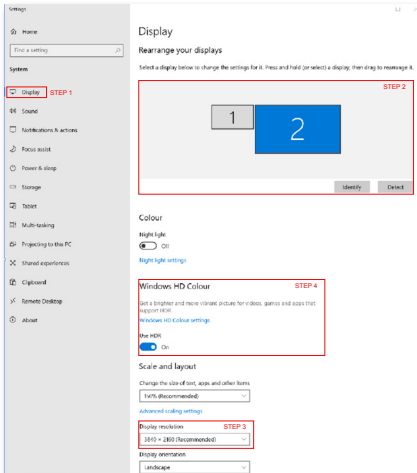 Settings
Home
Find a setting
System
Display STEP 1
Sound
Notifications & actions
Focus assist
Power & sleep
Storage
Tablet
Multi-tasking
Projecting to this PC
Shared experiences
Clipboard
Remote Desktop
About
Display
Rearrange your displays
Select a display below to change the settings for it. Press and hold (or select) a display, then drag to rearrange it.
STEP 2
1
2
Identify Detect
Colour
Night light
Off
Night light settings
Windows HD Colour STEP 4
Get a brighter and more vibrant picture for videos, games and apps that
support HDR.
Windows HD Colour settings
Use HDR
On
Scale and layout
Change the size of text, apps and other items
150% (Recommended)
Advanced scaling settings
Display resolution STEP 3
3840 × 2160 (Recommended)
Display orientation
Landscape